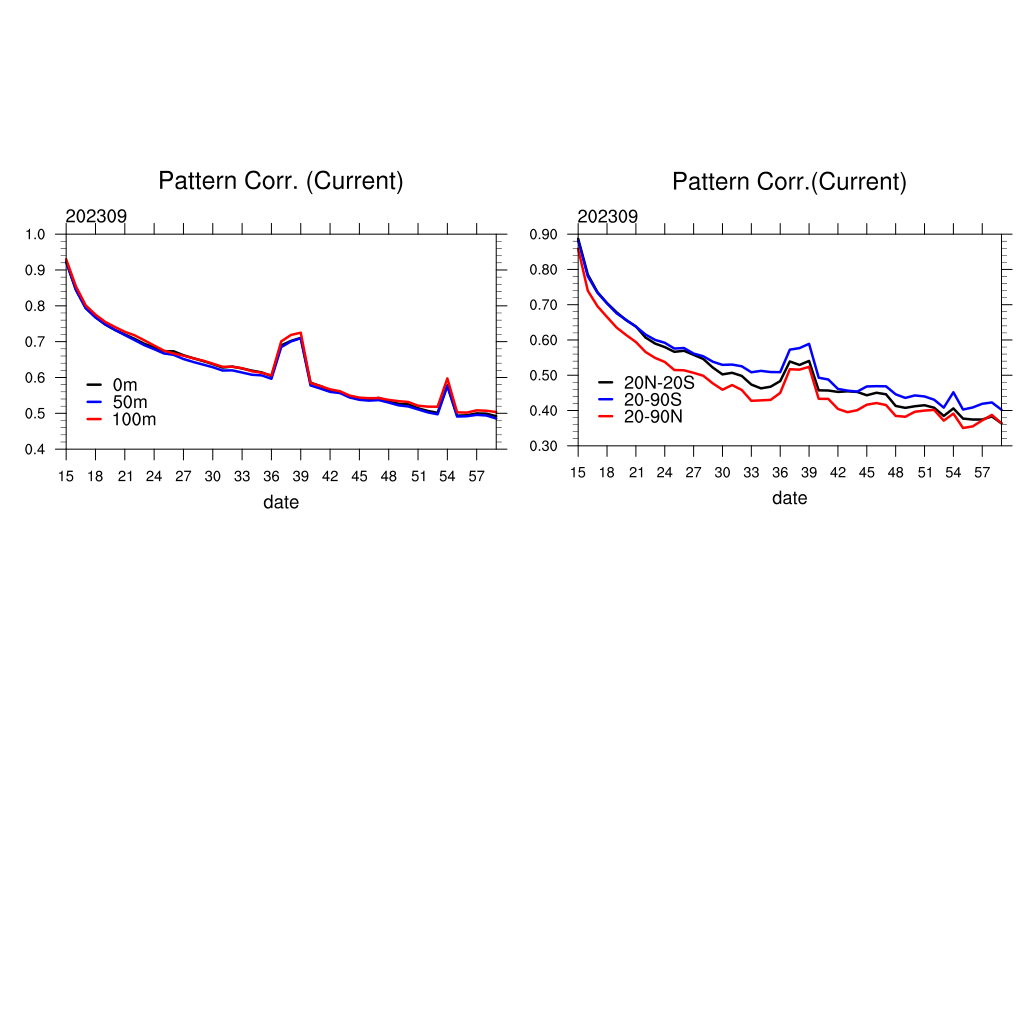 Pattern Corr. (Current)
202309
1.0
0.9
0.8
0.7
0.6
0.5
0.4
0m
50m
100m
15 18 21 24 27 30 33 36 39 42 45 48 51 54 57
date
Pattern Corr.(Current)
202309
0.90
0.80
0.70
0.60
0.50
0.40
0.30
20N-20S
20-90S
20-90N
15 18 21 24 27 30 33 36 39 42 45 48 51 54 57
date